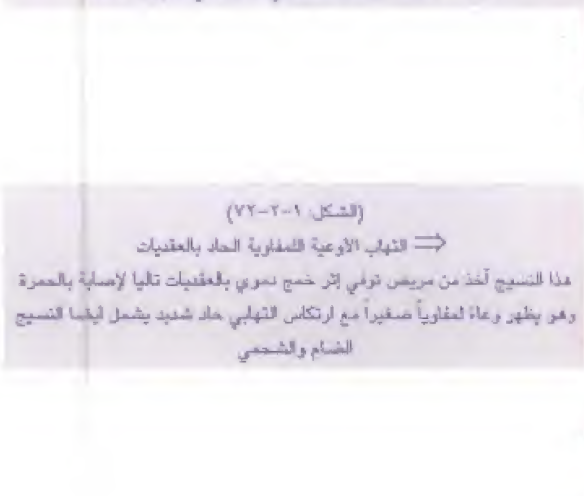 (الشكل: ١-٢-٧٢)
⇐ التهاب الأوعية اللمفاوية الحاد بالعقديات
هذا النسيج أخذ من مريض توفي إثر خمج دموي بالعقديات تاليا لإصابة بالحمرة
وهو يظهر وعاءً لمفاوياً صغيراً مع ارتكاس التهابي حاد شديد يشمل أيضا النسيج
الضام والشحمي